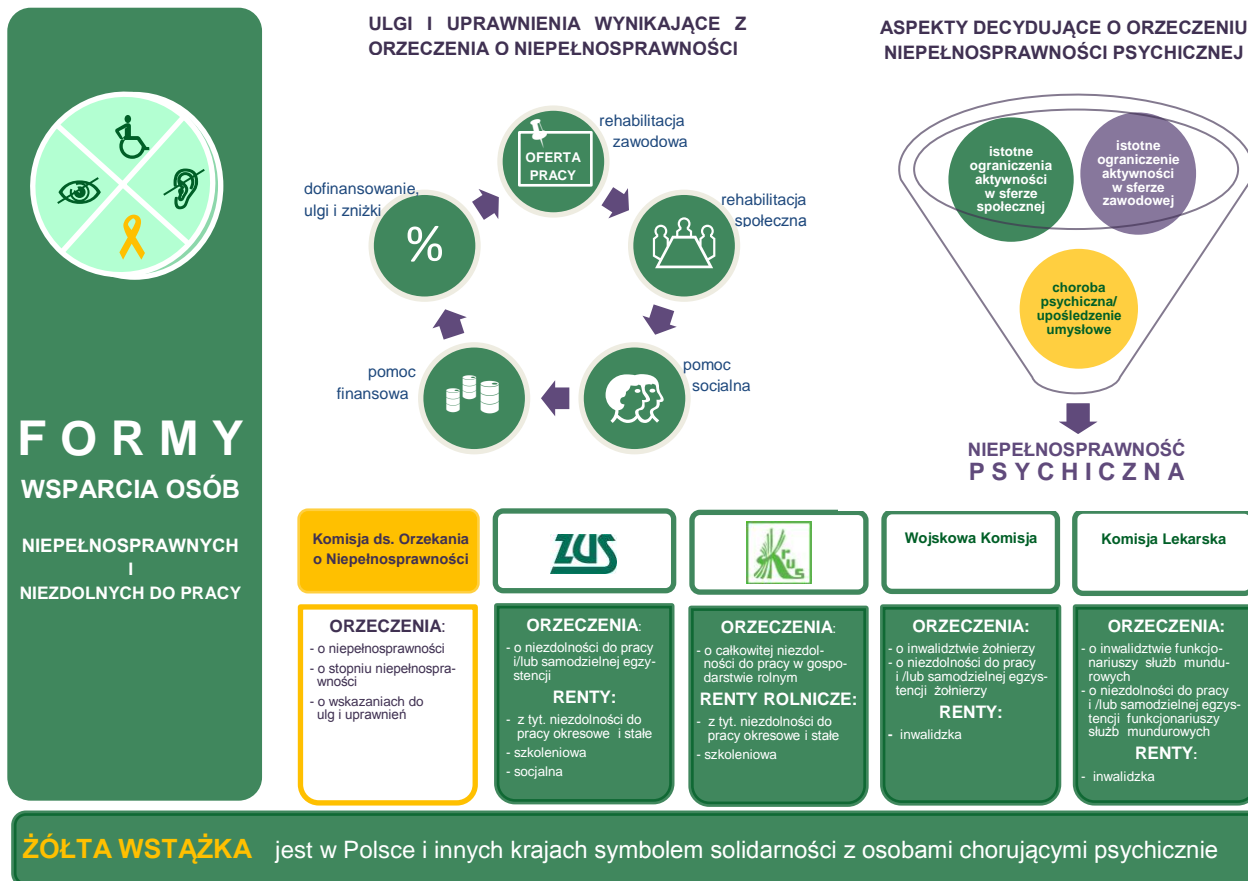 FORMY
WSPARCIA OSÓB
NIEPEŁNOSPRAWNYCH
I
NIEZDOLNYCH DO PRACY
ULGI I UPRAWNIENIA WYNIKAJĄCE Z
ORZECZENIA O NIEPEŁNOSPRAWNOŚCI
OFERTA
PRACY
rehabilitacja
zawodowa
rehabilitacja
społeczna
pomoc
socjalna
pomoc
finansowa
dofinansowanie,
ulgi i zniżki
%
ASPEKTY DECYDUJĄCE O ORZECZENIU
NIEPEŁNOSPRAWNOŚCI PSYCHICZNEJ
istotne
ograniczenia
aktywności
w sferze
społecznej
istotne
ograniczenie
aktywności
w sferze
zawodowej
choroba
psychiczna/
upośledzenie
umysłowe
NIEPEŁNOSPRAWNOŚĆ
PSYCHICZNA
Komisja ds. Orzekania
o Niepełnosprawności
ORZECZENIA:
- o niepełnosprawności
- o stopniu niepełnospra-
wności
- o wskazaniach do
ulg i uprawnień
ZUS
ORZECZENIA:
- o niezdolności do pracy
i/lub samodzielnej egzy-
stencji
RENTY:
- z tyt. niezdolności do
pracy okresowe i stałe
- szkoleniowa
- socjalna
Krus
ORZECZENIA:
- o całkowitej niezdol-
ności do pracy w gospo-
darstwie rolnym
RENTY ROLNICZE:
- z tyt. niezdolności do
pracy okresowe i stałe
- szkoleniowa
Wojskowa Komisja
ORZECZENIA:
- o inwalidztwie żołnierzy
- o niezdolności do pracy
i /lub samodzielnej egzys-
tencji żołnierzy
RENTY:
- inwalidzka
Komisja Lekarska
ORZECZENIA:
- o inwalidztwie funkcjo-
nariuszy służb mundu-
rowych
- o niezdolności do pracy
i /lub samodzielnej egzys-
tencji funkcjonariuszy
służb mundurowych
RENTY:
- inwalidzka
ŻÓŁTA WSTĄŻKA jest w Polsce i innych krajach symbolem solidarności z osobami chorującymi psychicznie